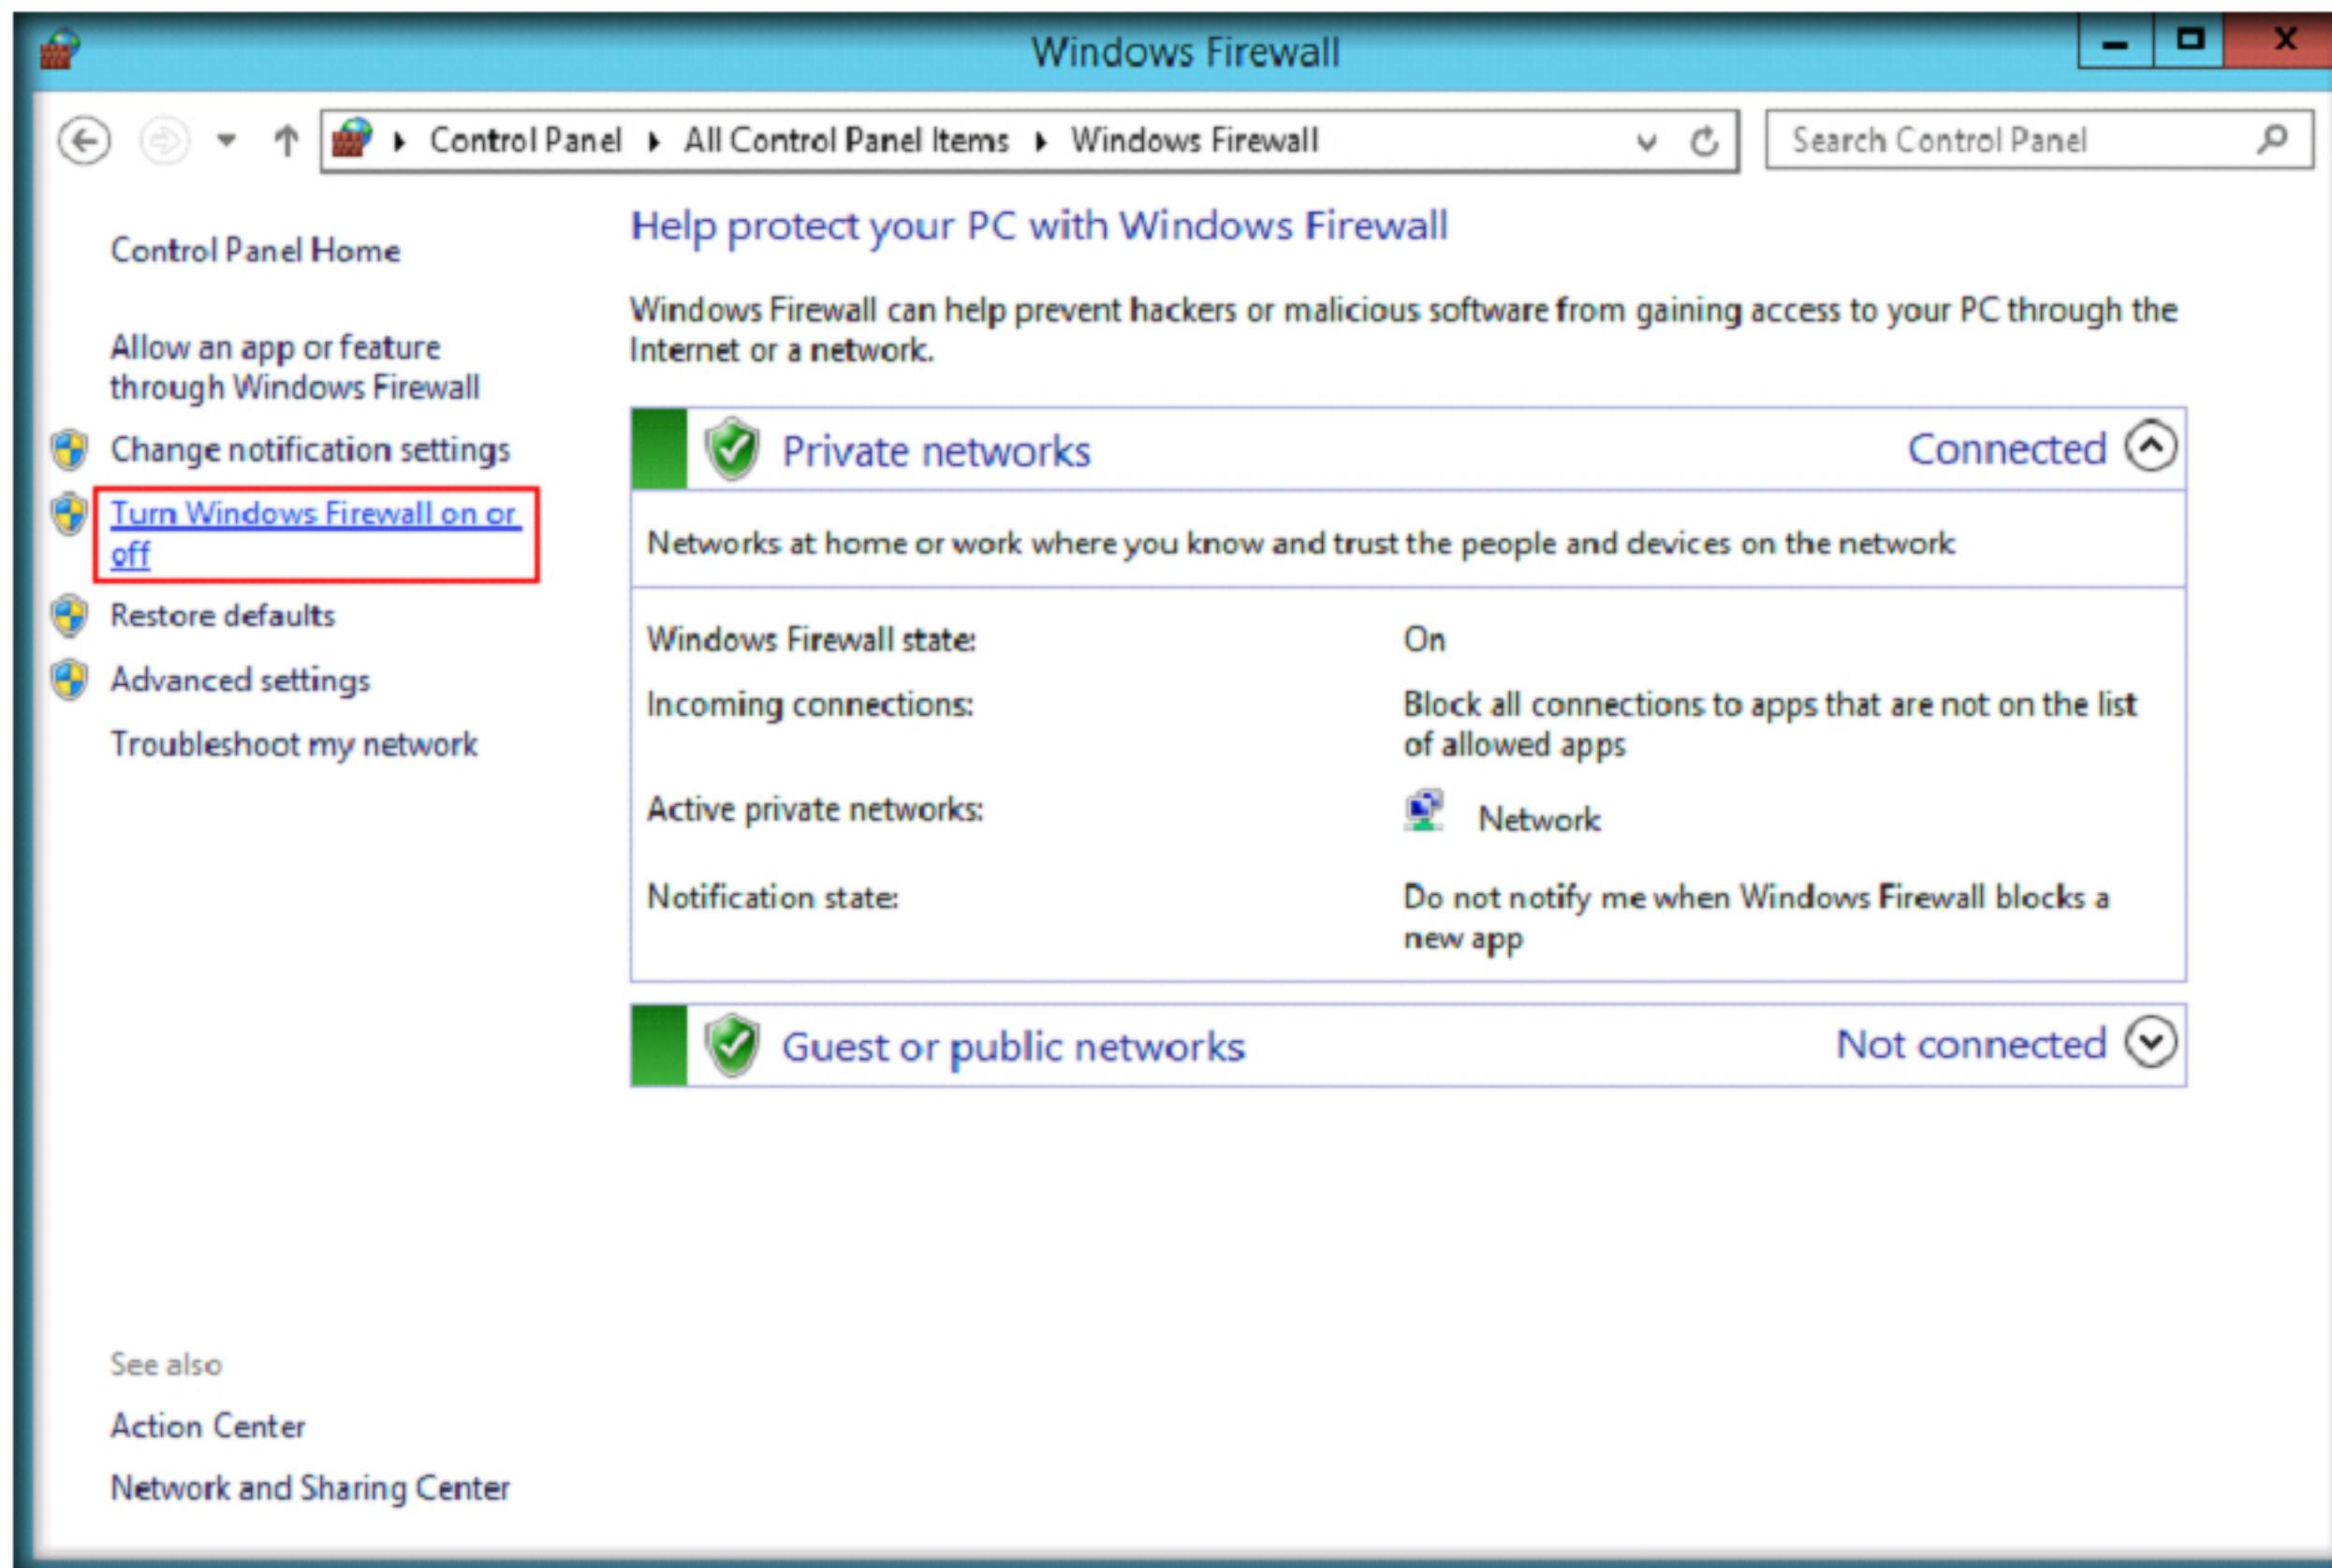 Windows Firewall
Control Panel ▸ All Control Panel Items ▸ Windows Firewall
Search Control Panel
Control Panel Home
Allow an app or feature
through Windows Firewall
Change notification settings
Turn Windows Firewall on or
off
Restore defaults
Advanced settings
Troubleshoot my network
See also
Action Center
Network and Sharing Center
Help protect your PC with Windows Firewall
Windows Firewall can help prevent hackers or malicious software from gaining access to your PC through the
Internet or a network.
Private networks Connected
Networks at home or work where you know and trust the people and devices on the network
Windows Firewall state: On
Incoming connections: Block all connections to apps that are not on the list
of allowed apps
Active private networks: Network
Notification state: Do not notify me when Windows Firewall blocks a
new app
Guest or public networks Not connected